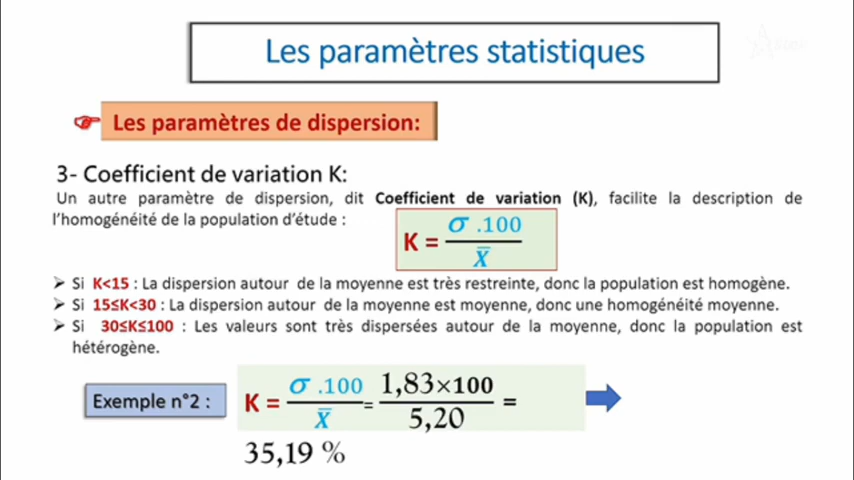 Les paramètres statistiques
Les paramètres de dispersion:
3- Coefficient de variation K:
Un autre paramètre de dispersion, dit Coefficient de variation (K), facilite la description de
l'homogénéité de la population d'étude :
K = σ .100 / X̅
➢ Si K<15 : La dispersion autour de la moyenne est très restreinte, donc la population est homogène.
➢ Si 15≤K<30 : La dispersion autour de la moyenne est moyenne, donc une homogénéité moyenne.
➢ Si 30≤K≤100 : Les valeurs sont très dispersées autour de la moyenne, donc la population est
hétérogène.
Exemple n°2 : K = σ .100 / X̅ = 1,83×100 / 5,20 =
35,19 %